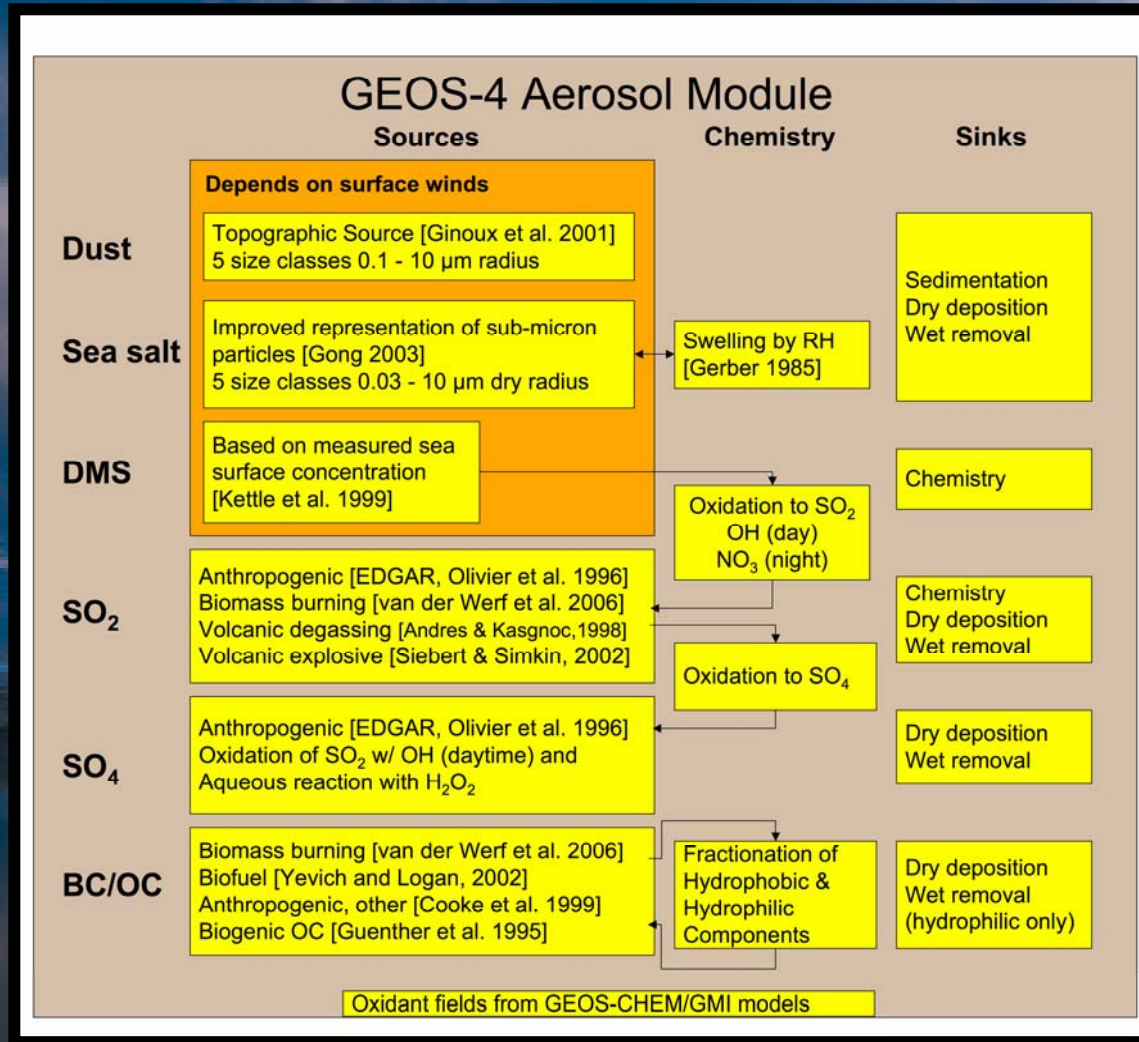 GEOS-4 Aerosol Module
Sources
Chemistry
Sinks
Depends on surface winds
Dust
Topographic Source [Ginoux et al. 2001]
5 size classes 0.1 - 10 µm radius
Sedimentation
Dry deposition
Wet removal
Sea salt
Improved representation of sub-micron
particles [Gong 2003]
5 size classes 0.03 - 10 µm dry radius
Swelling by RH
[Gerber 1985]
DMS
Based on measured sea
surface concentration
[Kettle et al. 1999]
Oxidation to SO₂
OH (day)
NO₃ (night)
Chemistry
SO₂
Anthropogenic [EDGAR, Olivier et al. 1996]
Biomass burning [van der Werf et al. 2006]
Volcanic degassing [Andres & Kasgnoc,1998]
Volcanic explosive [Siebert & Simkin, 2002]
Oxidation to SO₄
Chemistry
Dry deposition
Wet removal
SO₄
Anthropogenic [EDGAR, Olivier et al. 1996]
Oxidation of SO₂ w/ OH (daytime) and
Aqueous reaction with H₂O₂
Dry deposition
Wet removal
BC/OC
Biomass burning [van der Werf et al. 2006]
Biofuel [Yevich and Logan, 2002]
Anthropogenic, other [Cooke et al. 1999]
Biogenic OC [Guenther et al. 1995]
Fractionation of
Hydrophobic &
Hydrophilic
Components
Dry deposition
Wet removal
(hydrophilic only)
Oxidant fields from GEOS-CHEM/GMI models